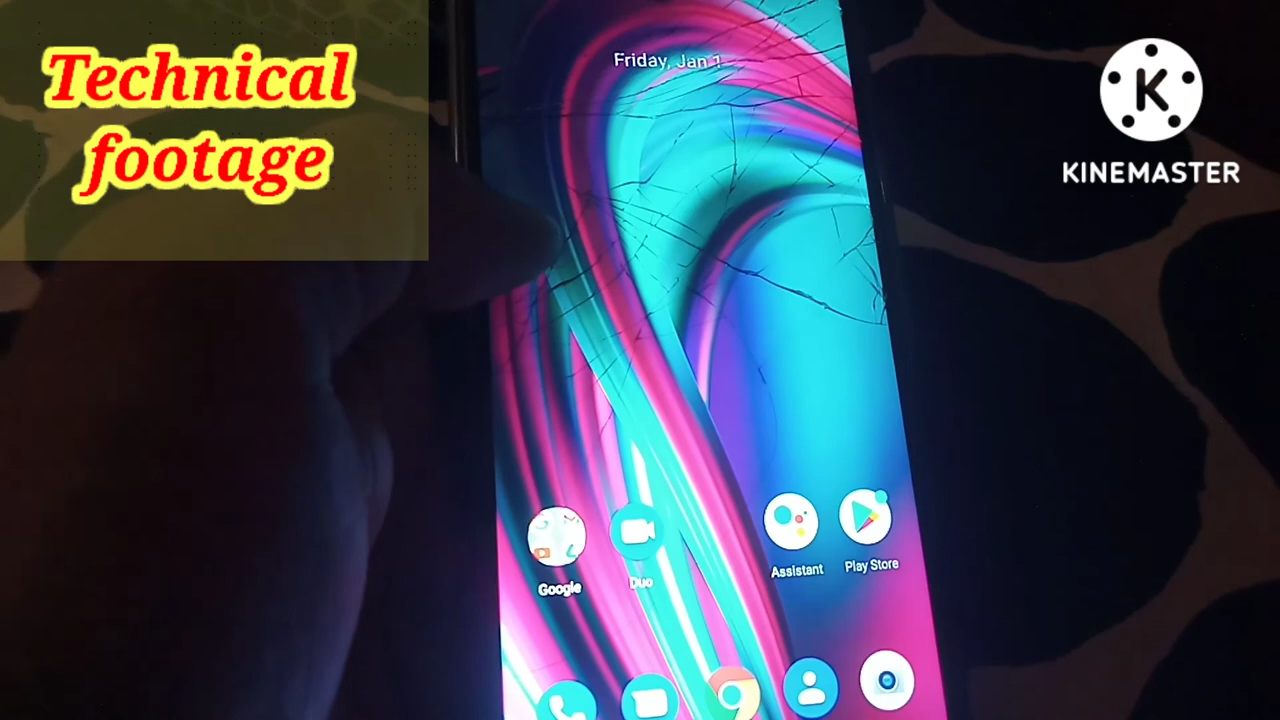 Technical
footage
Friday, Jan 1
K
KINEMASTER
Assistant
Play Store
Google
Duo